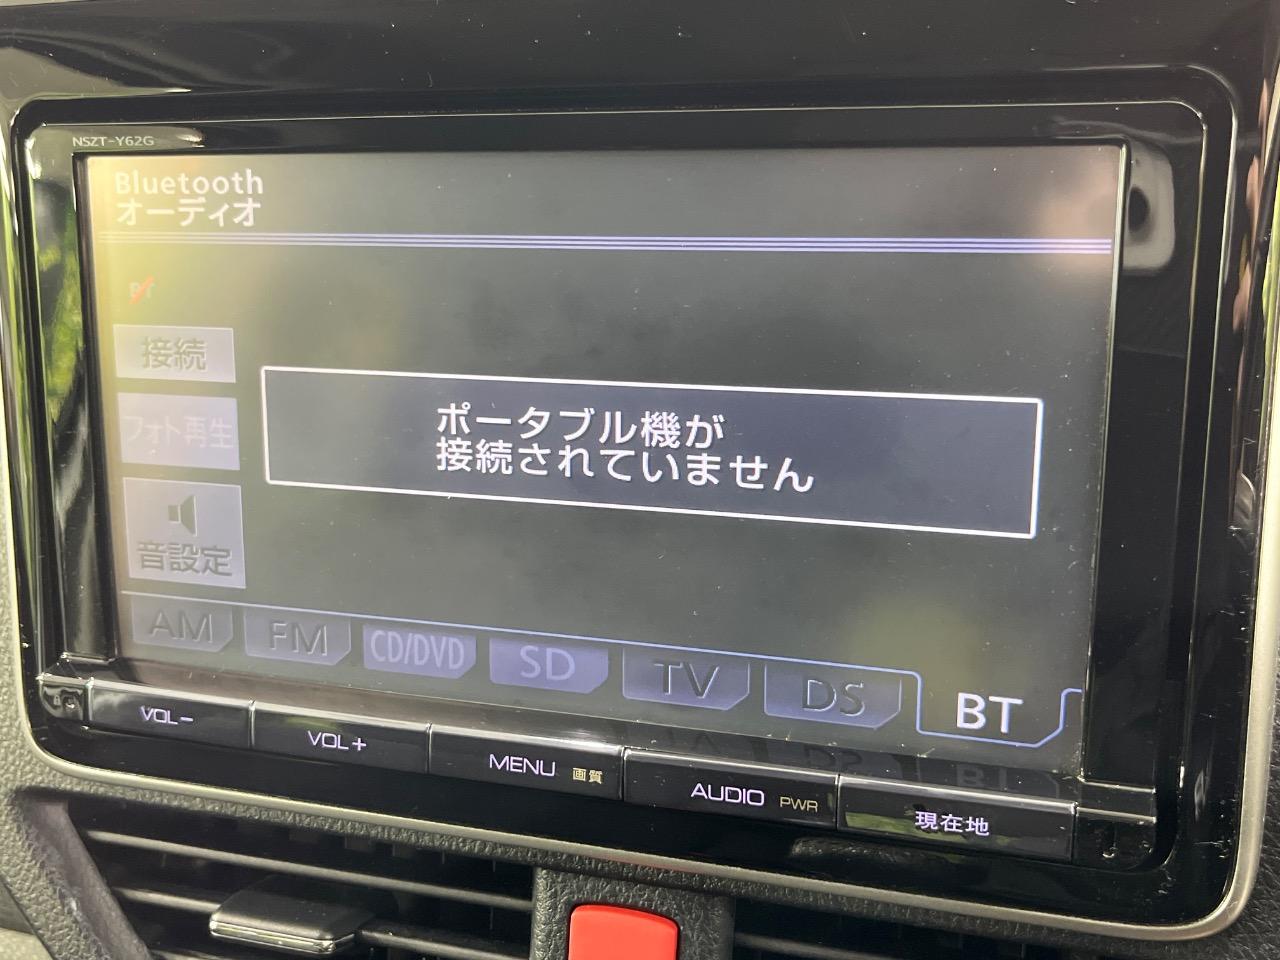 NSZT-Y62G
Bluetooth
オーディオ
BT
接続
フォト再生
音設定
ポータブル機が
接続されていません
AM FM CD/DVD SD TV DS BT
VOL− VOL+ MENU 画質 AUDIO PWR 現在地